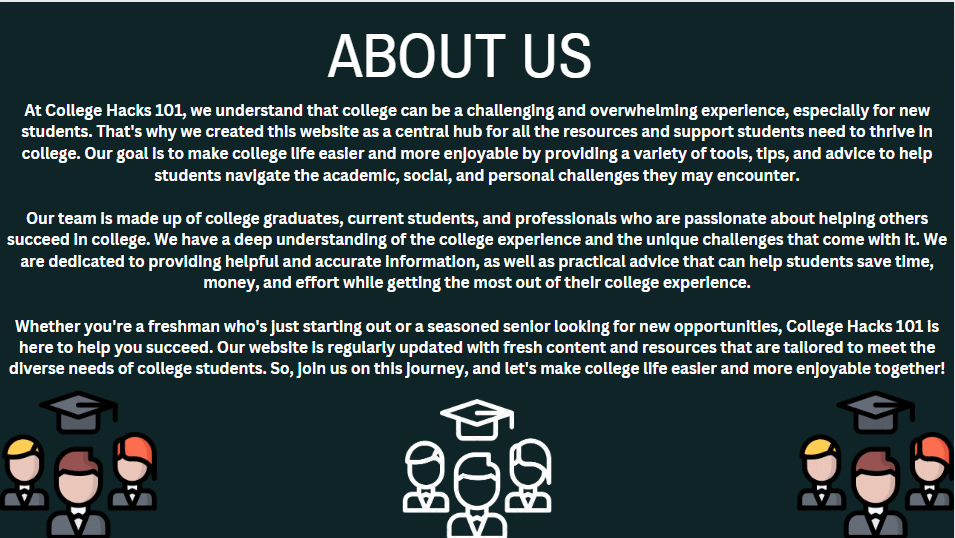 ABOUT US
At College Hacks 101, we understand that college can be a challenging and overwhelming experience, especially for new
students. That's why we created this website as a central hub for all the resources and support students need to thrive in
college. Our goal is to make college life easier and more enjoyable by providing a variety of tools, tips, and advice to help
students navigate the academic, social, and personal challenges they may encounter.
Our team is made up of college graduates, current students, and professionals who are passionate about helping others
succeed in college. We have a deep understanding of the college experience and the unique challenges that come with it. We
are dedicated to providing helpful and accurate information, as well as practical advice that can help students save time,
money, and effort while getting the most out of their college experience.
Whether you're a freshman who's just starting out or a seasoned senior looking for new opportunities, College Hacks 101 is
here to help you succeed. Our website is regularly updated with fresh content and resources that are tailored to meet the
diverse needs of college students. So, join us on this journey, and let's make college life easier and more enjoyable together!